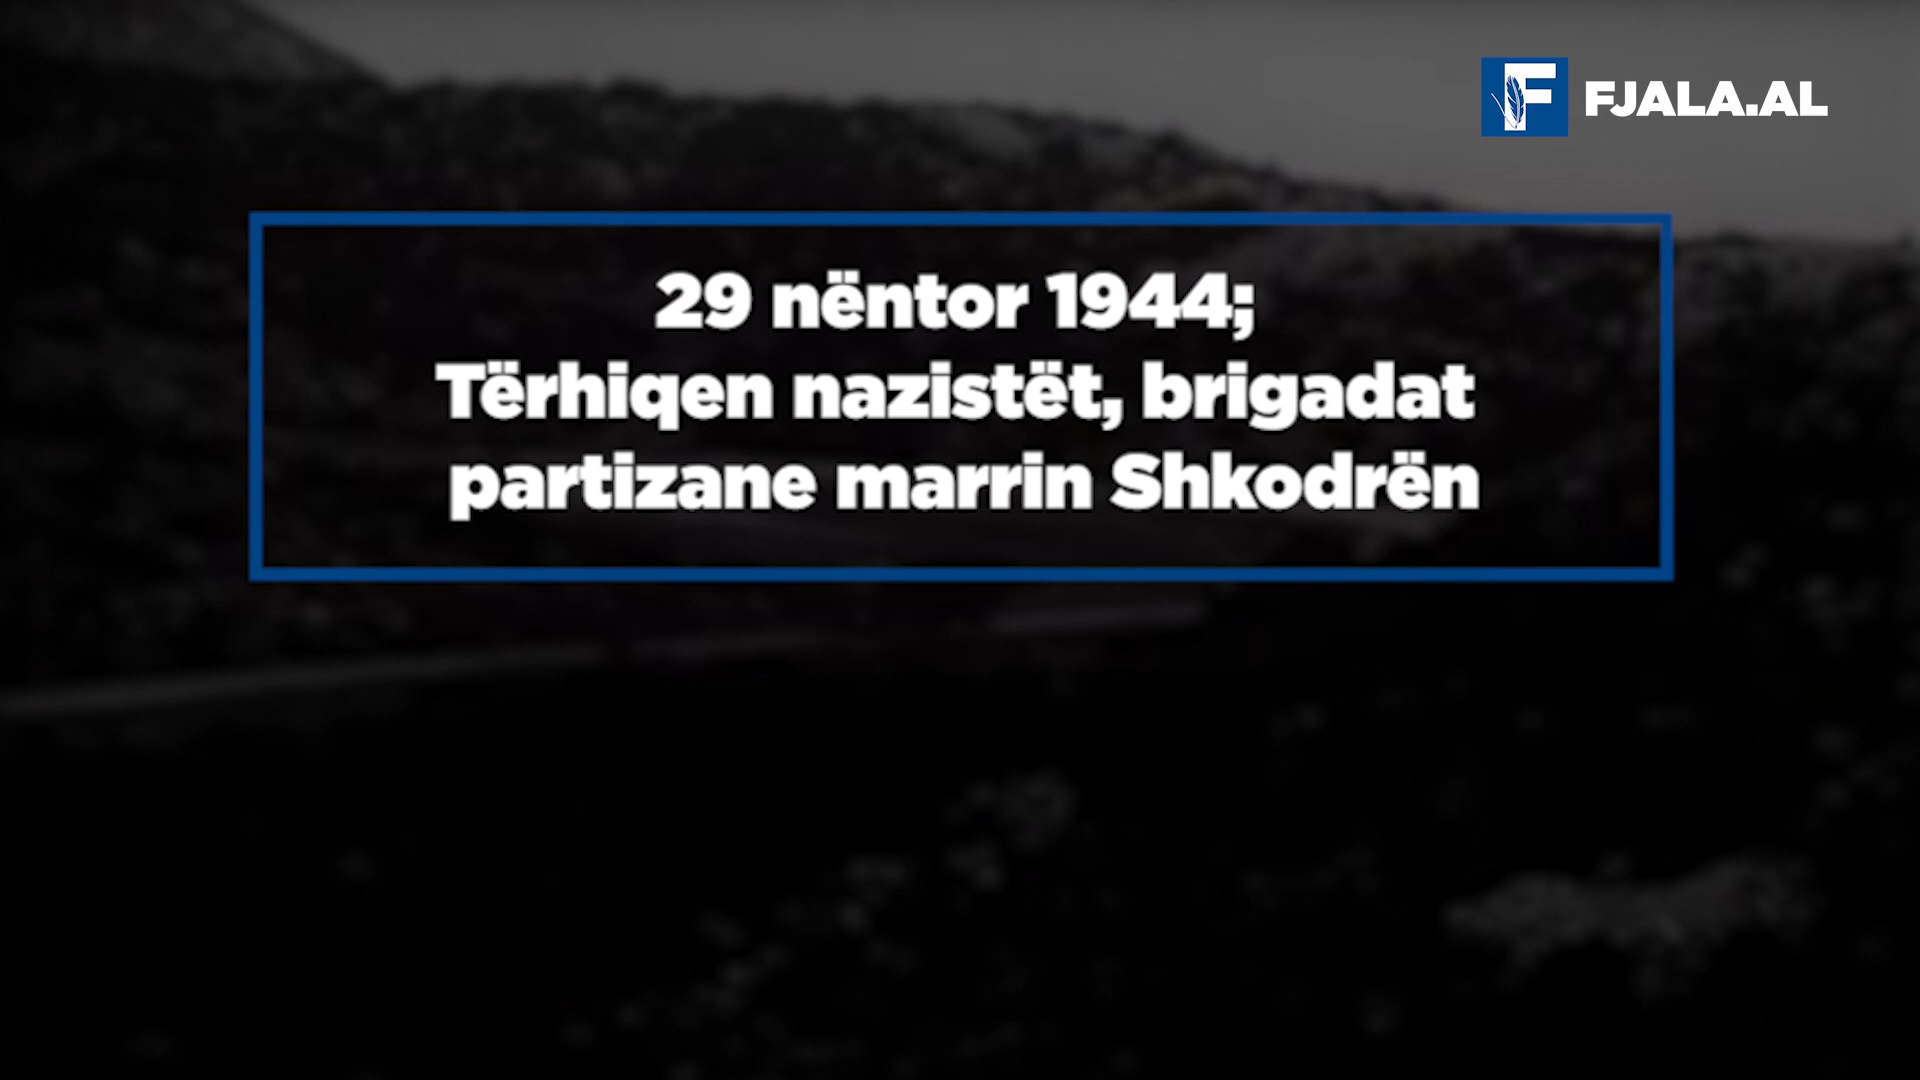 FJALA.AL
29 nëntor 1944;
Tërhiqen nazistët, brigadat
partizane marrin Shkodrën